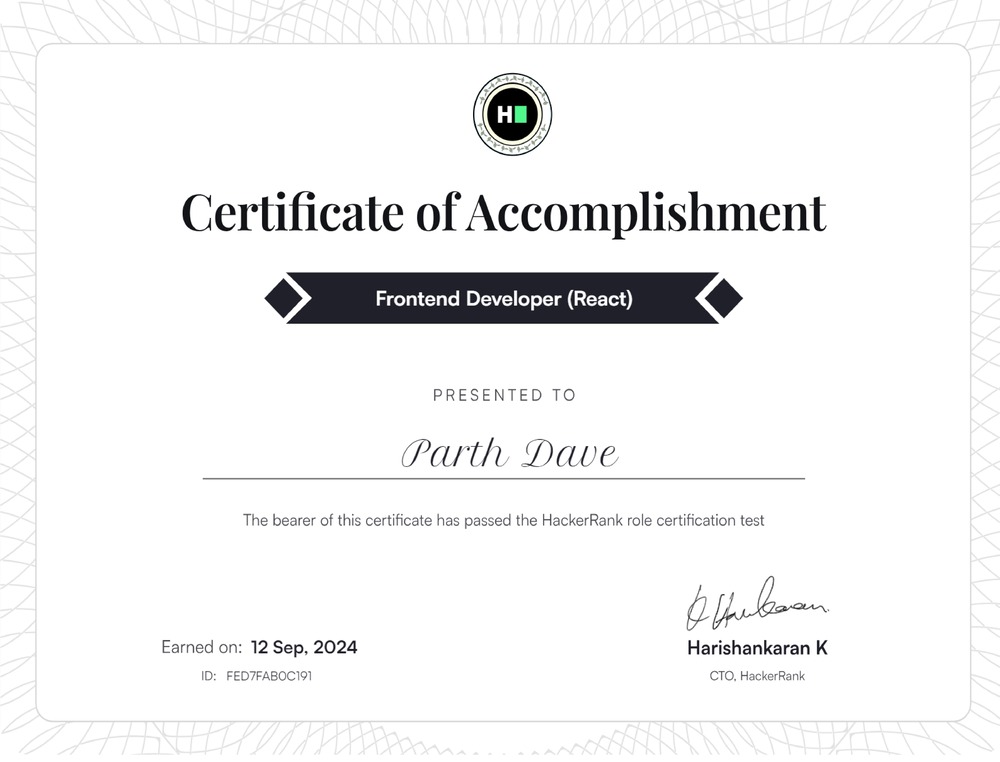 H
Certificate of Accomplishment
Frontend Developer (React)
PRESENTED TO
Parth Dave
The bearer of this certificate has passed the HackerRank role certification test
Earned on: 12 Sep, 2024
ID: FED7FAB0C191
Harishankaran K
CTO, HackerRank